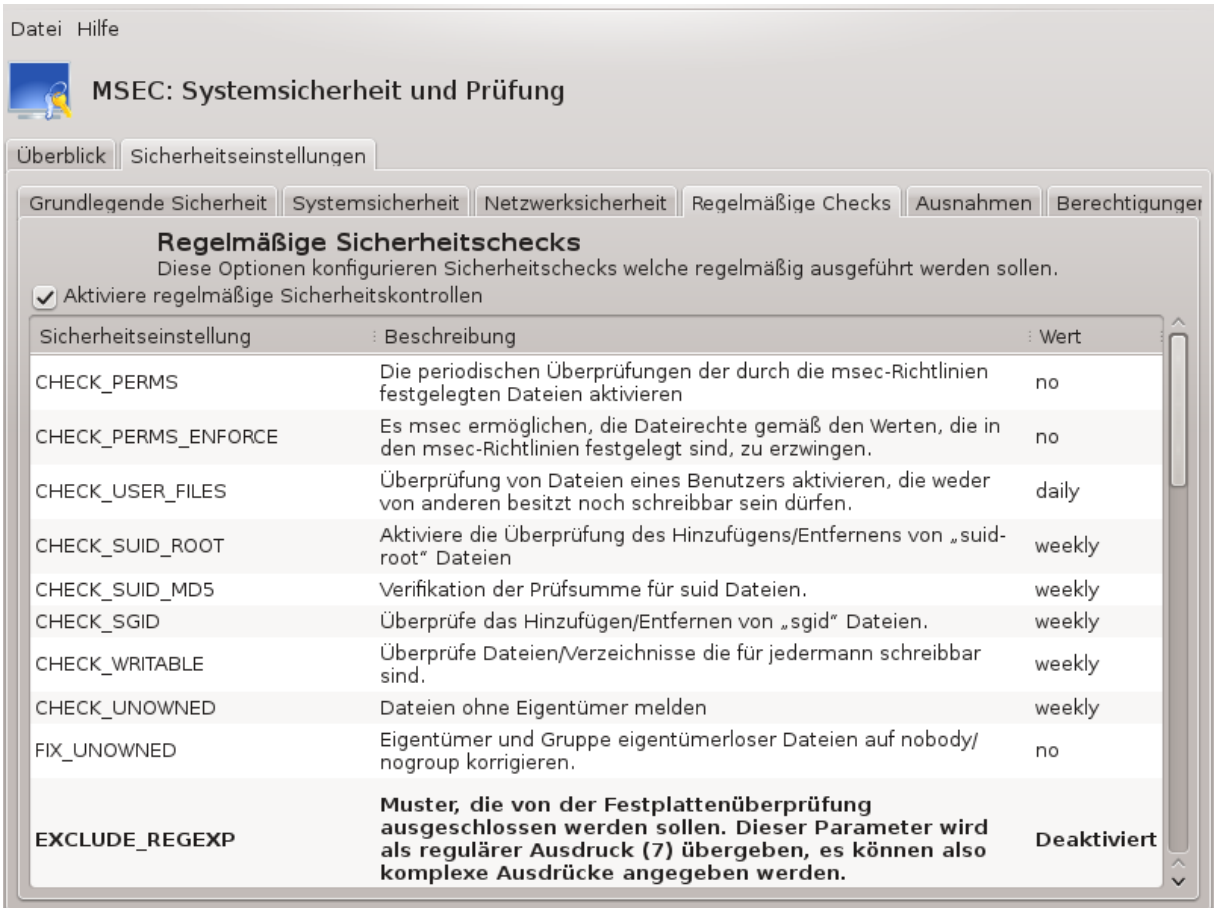 Datei Hilfe
MSEC: Systemsicherheit und Prüfung
Überblick Sicherheitseinstellungen
Grundlegende Sicherheit Systemsicherheit Netzwerksicherheit Regelmäßige Checks Ausnahmen Berechtigungen
Regelmäßige Sicherheitschecks
Diese Optionen konfigurieren Sicherheitschecks welche regelmäßig ausgeführt werden sollen.
Aktiviere regelmäßige Sicherheitskontrollen
Sicherheitseinstellung Beschreibung Wert
CHECK_PERMS Die periodischen Überprüfungen der durch die msec-Richtlinien
festgelegten Dateien aktivieren no
CHECK_PERMS_ENFORCE Es msec ermöglichen, die Dateirechte gemäß den Werten, die in
den msec-Richtlinien festgelegt sind, zu erzwingen. no
CHECK_USER_FILES Überprüfung von Dateien eines Benutzers aktivieren, die weder
von anderen besitzt noch schreibbar sein dürfen. daily
CHECK_SUID_ROOT Aktiviere die Überprüfung des Hinzufügens/Entfernens von „suid-
root“ Dateien weekly
CHECK_SUID_MD5 Verifikation der Prüfsumme für suid Dateien. weekly
CHECK_SGID Überprüfe das Hinzufügen/Entfernen von „sgid“ Dateien. weekly
CHECK_WRITABLE Überprüfe Dateien/Verzeichnisse die für jedermann schreibbar
sind. weekly
CHECK_UNOWNED Dateien ohne Eigentümer melden weekly
FIX_UNOWNED Eigentümer und Gruppe eigentümerloser Dateien auf nobody/
nogroup korrigieren. no
EXCLUDE_REGEXP Muster, die von der Festplattenüberprüfung
ausgeschlossen werden sollen. Dieser Parameter wird
als regulärer Ausdruck (7) übergeben, es können also
komplexe Ausdrücke angegeben werden. Deaktiviert